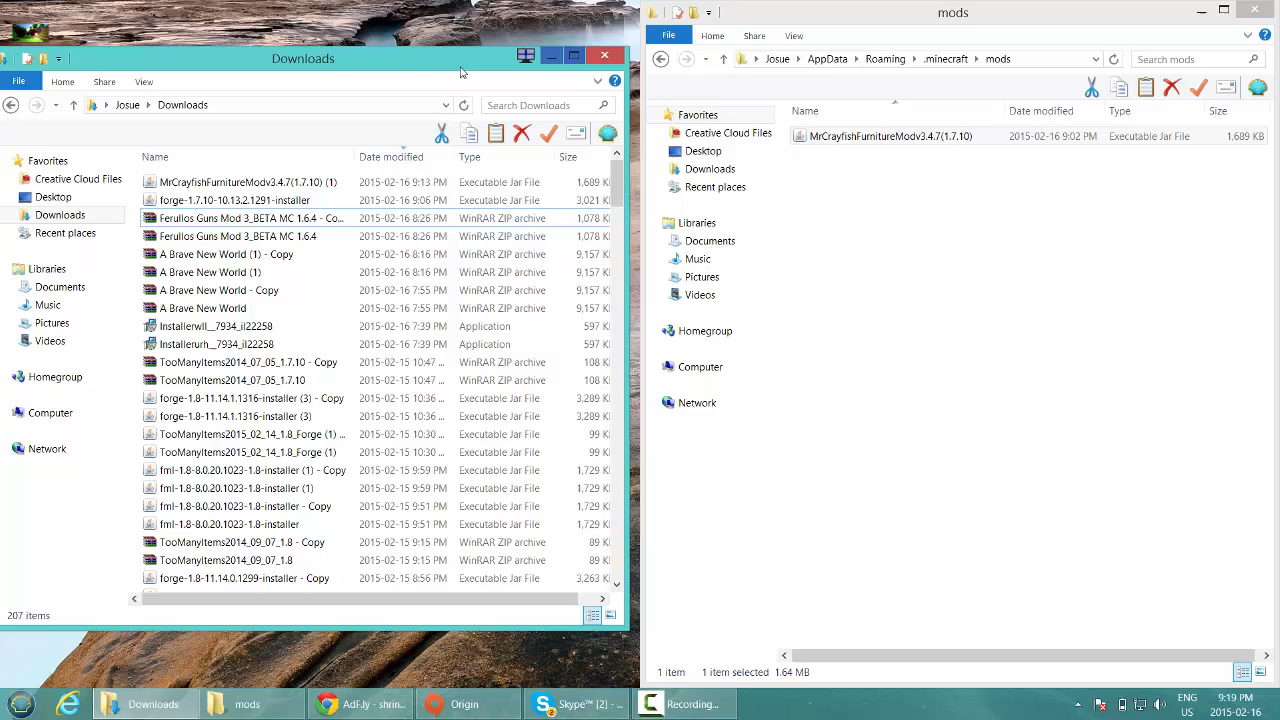 Downloads
File Home Share View
Josue Downloads
Search Downloads
Name Date modified Type Size
Favorites
Creative Cloud Files
Desktop
Downloads
Recent places
Libraries
Documents
Music
Pictures
Videos
Homegroup
Computer
Network
MrCrayfishFurnitureModv3.4.7(1.7.10) (1) 2015-02-16 9:13 PM Executable Jar File 1,689 K
forge-1.7.10-10.13.2.1291-installer 2015-02-16 9:06 PM Executable Jar File 3,021 K
Ferullos Guns Mod 3_BETA MC 1.6.4 - Co... 2015-02-16 8:26 PM WinRAR ZIP archive 1,078 K
Ferullos Guns Mod 3_BETA MC 1.6.4 2015-02-16 8:26 PM WinRAR ZIP archive 1,078 K
A Brave New World (1) - Copy 2015-02-16 8:16 PM WinRAR ZIP archive 9,157 K
A Brave New World (1) 2015-02-16 8:16 PM WinRAR ZIP archive 9,157 K
A Brave New World - Copy 2015-02-16 7:55 PM WinRAR ZIP archive 9,157 K
A Brave New World 2015-02-16 7:55 PM WinRAR ZIP archive 9,157 K
2015-02-16 7:39 PM Application 597 K
2015-02-16 7:39 PM Application 597 K
TooManyItems2014_07_05_1.7.10 - Copy 2015-02-15 10:47 ... WinRAR ZIP archive 108 K
TooManyItems2014_07_05_1.7.10 2015-02-15 10:47 ... WinRAR ZIP archive 108 K
forge-1.8-11.14.1.1316-installer (3) - Copy 2015-02-15 10:36 ... Executable Jar File 3,289 K
forge-1.8-11.14.1.1316-installer (3) 2015-02-15 10:36 ... Executable Jar File 3,289 K
TooManyItems2015_02_14_1.8_Forge (1) ... 2015-02-15 10:30 ... Executable Jar File 99 K
TooManyItems2015_02_14_1.8_Forge (1) 2015-02-15 10:30 ... Executable Jar File 99 K
fml-1.8-8.0.20.1023-1.8-installer (1) - Copy 2015-02-15 9:59 PM Executable Jar File 1,729 K
fml-1.8-8.0.20.1023-1.8-installer (1) 2015-02-15 9:59 PM Executable Jar File 1,729 K
fml-1.8-8.0.20.1023-1.8-installer - Copy 2015-02-15 9:51 PM Executable Jar File 1,729 K
fml-1.8-8.0.20.1023-1.8-installer 2015-02-15 9:51 PM Executable Jar File 1,729 K
TooManyItems2014_09_07_1.8 - Copy 2015-02-15 9:15 PM WinRAR ZIP archive 89 K
TooManyItems2014_09_07_1.8 2015-02-15 9:15 PM WinRAR ZIP archive 89 K
forge-1.8-11.14.0.1299-installer - Copy 2015-02-15 8:56 PM Executable Jar File 3,263 K
207 items
mods
File Home Share View
Josue AppData Roaming .minecraft mods
Search mods
Name Date modified Type Size
Favorites
Creative Cloud Files
Desktop
Downloads
Recent places
Libraries
Documents
Music
Pictures
Videos
Homegroup
Computer
Network
MrCrayfishFurnitureModv3.4.7(1.7.10) 2015-02-16 9:02 PM Executable Jar File 1,689 KB
1 item 1 item selected 1.64 MB
Downloads mods AdF.ly - shrin... Origin Skype™ [2] - ... Recording...
ENG
US
9:19 PM
2015-02-16